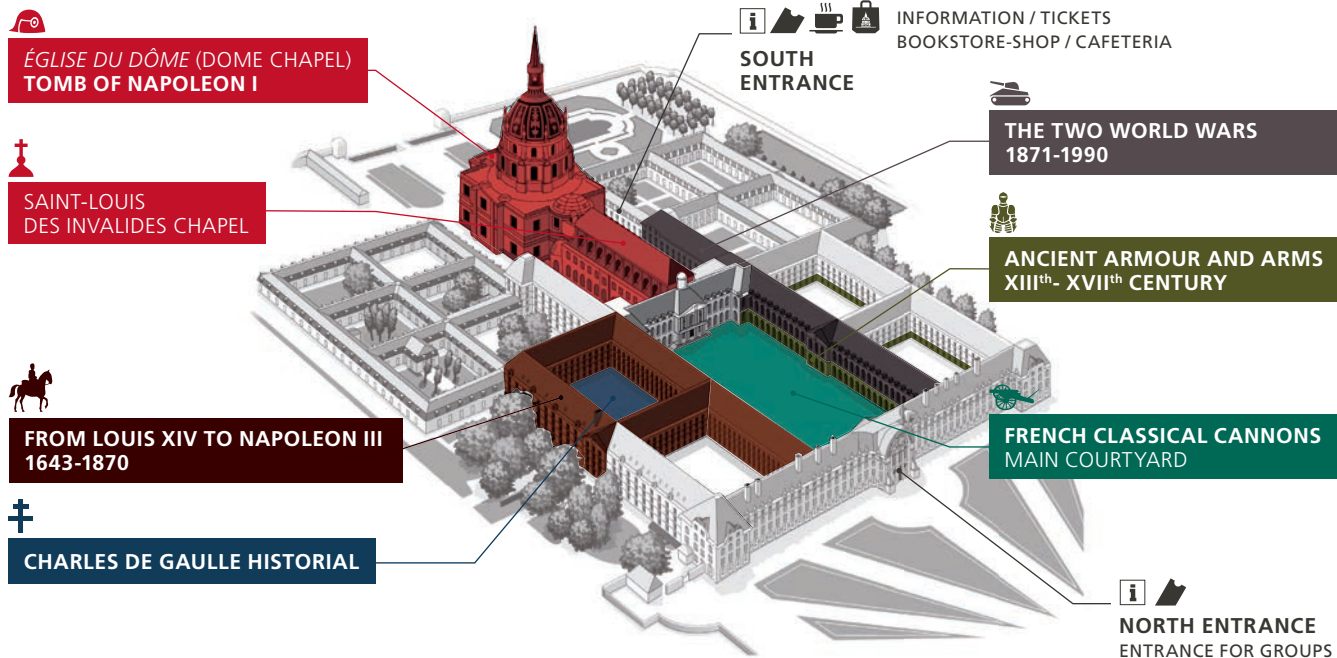 ÉGLISE DU DÔME (DOME CHAPEL)
TOMB OF NAPOLEON I
SAINT-LOUIS
DES INVALIDES CHAPEL
FROM LOUIS XIV TO NAPOLEON III
1643-1870
CHARLES DE GAULLE HISTORIAL
i
INFORMATION / TICKETS
BOOKSTORE-SHOP / CAFETERIA
SOUTH
ENTRANCE
THE TWO WORLD WARS
1871-1990
ANCIENT ARMOUR AND ARMS
XIIIth- XVIIth CENTURY
FRENCH CLASSICAL CANNONS
MAIN COURTYARD
i
NORTH ENTRANCE
ENTRANCE FOR GROUPS